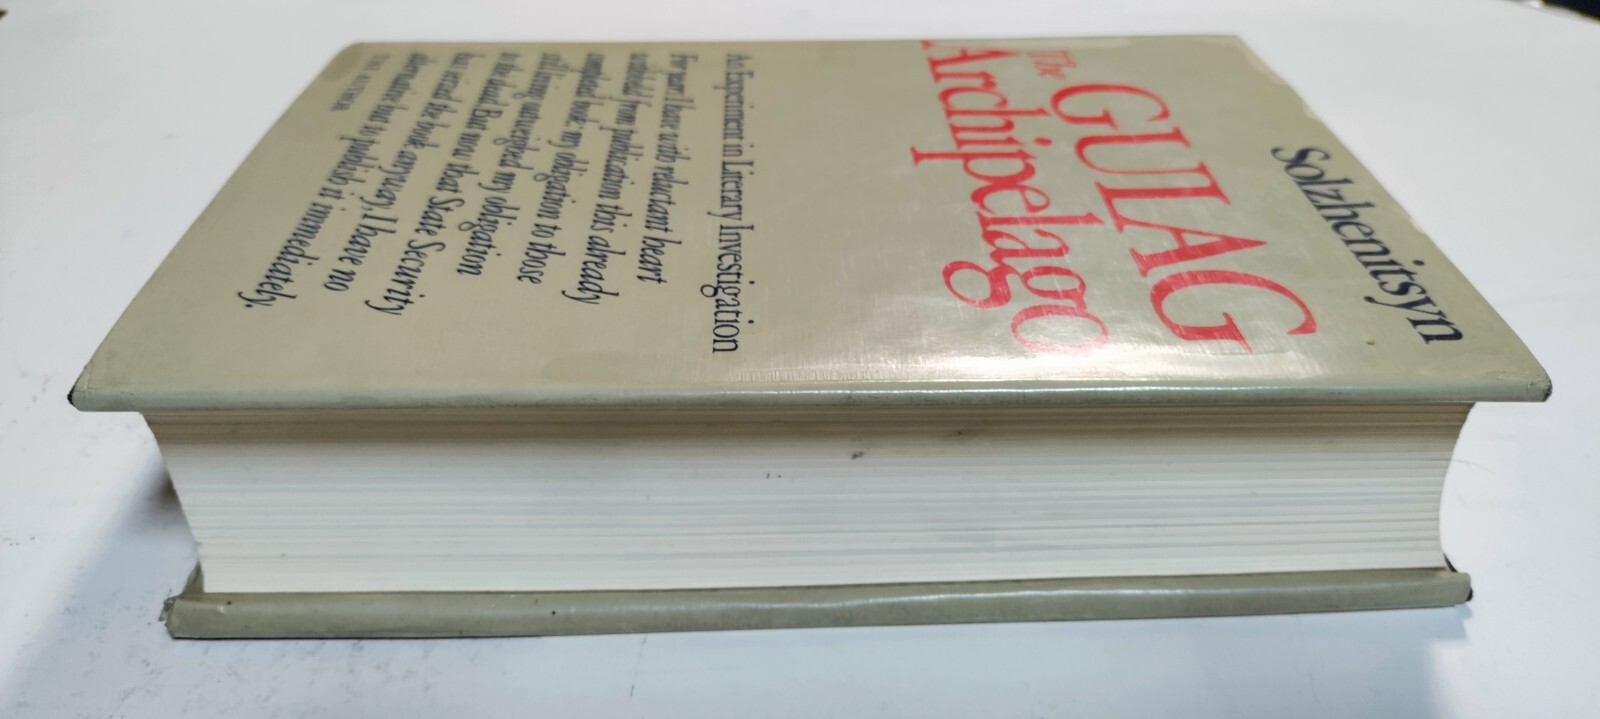 Solzhenitsyn
The
GULAG
Archipelago
An Experiment in Literary Investigation
For years I have with reluctant heart
withheld from publication this already
completed book: my obligation to those
still living outweighed my obligation
to the dead. But now that State Security
has seized the book anyway, I have no
alternative but to publish it immediately.
THE AUTHOR